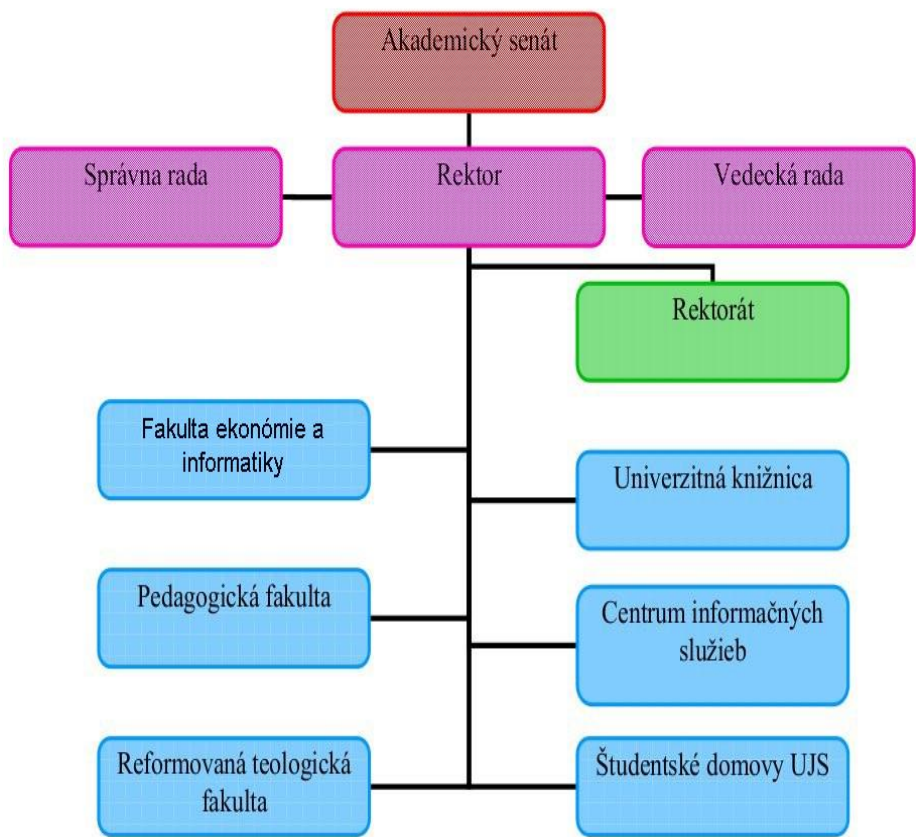 Akademický senát
Správna rada
Rektor
Vedecká rada
Rektorát
Fakulta ekonómie a
informatiky
Univerzitná knižnica
Pedagogická fakulta
Centrum informačných
služieb
Reformovaná teologická
fakulta
Študentské domovy UJS